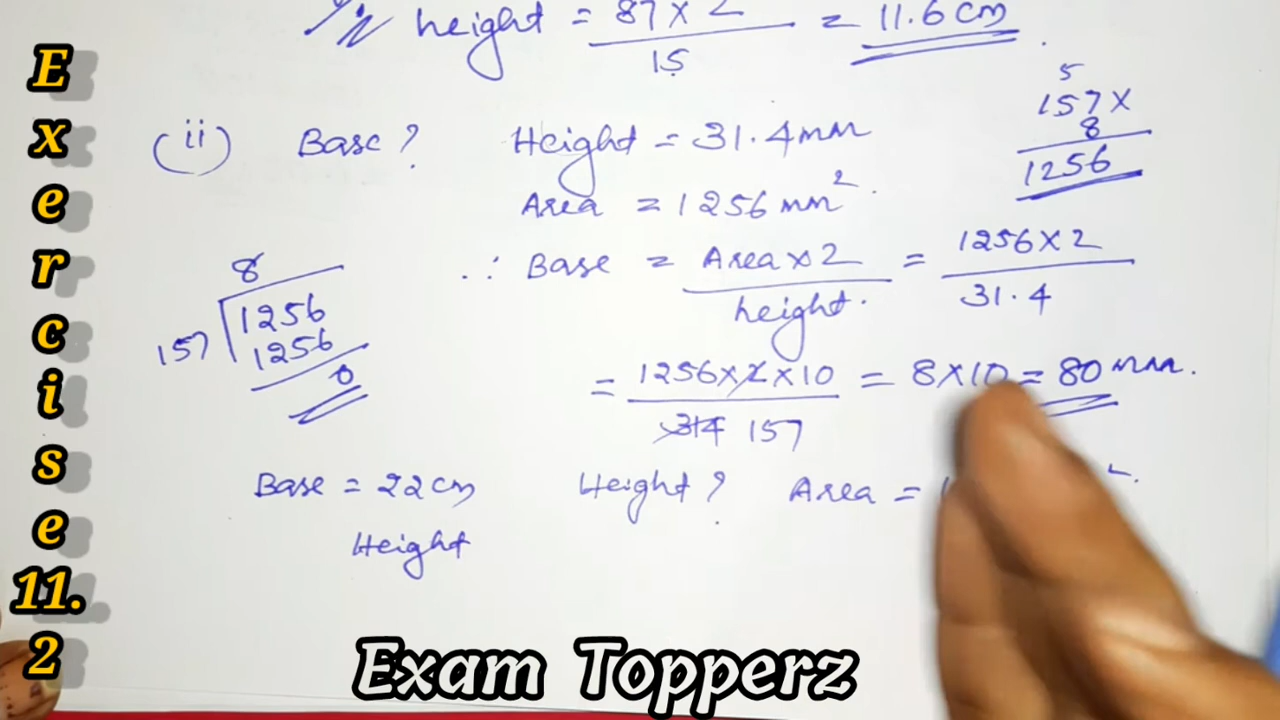 Exercise 11.2
height = 87 × 2 / 15 = 11.6 cm
5
157 ×
8
1256
(ii) Base ? Height = 31.4 mm
Area = 1256 mm²
∴ Base = Area × 2 / height = 1256 × 2 / 31.4
8
157 1256
1256
0
= 1256 × 2 × 10 / 314 157 = 8 × 10 = 80 mm.
Base = 22 cm Height ? Area =
Height
Exam Topperz